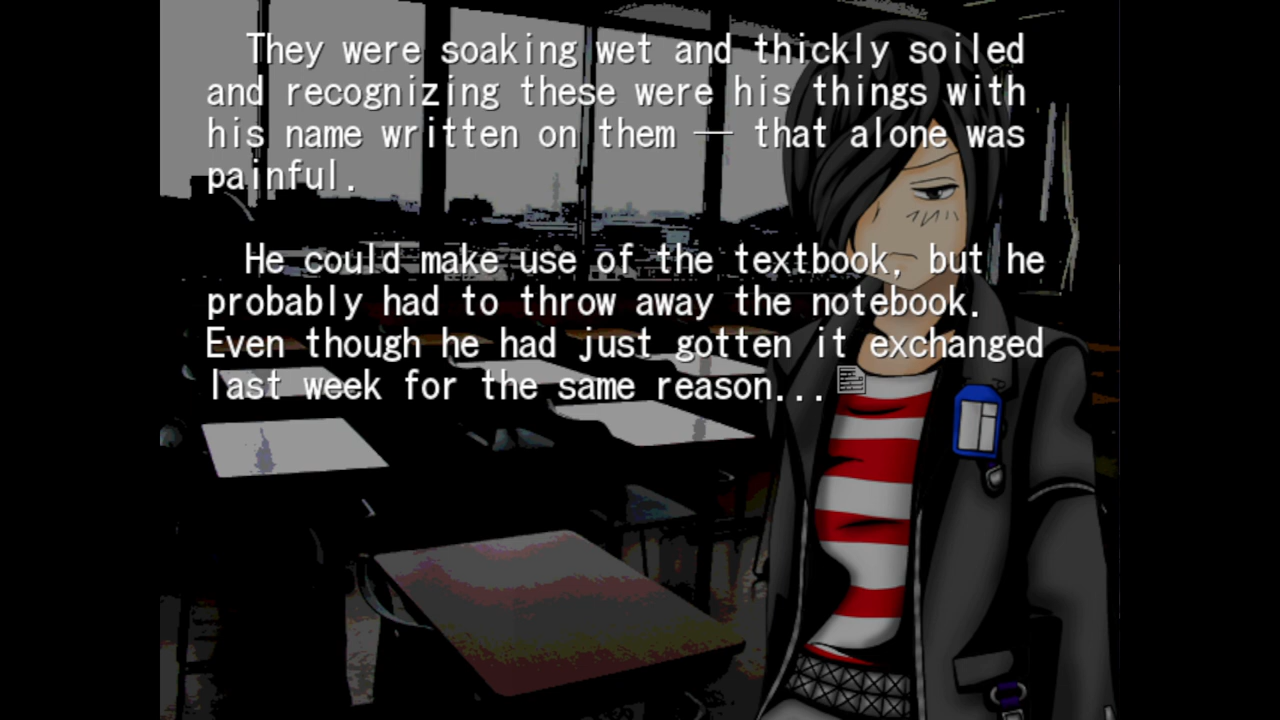 They were soaking wet and thickly soiled
and recognizing these were his things with
his name written on them ── that alone was
painful.
He could make use of the textbook, but he
probably had to throw away the notebook.
Even though he had just gotten it exchanged
last week for the same reason...